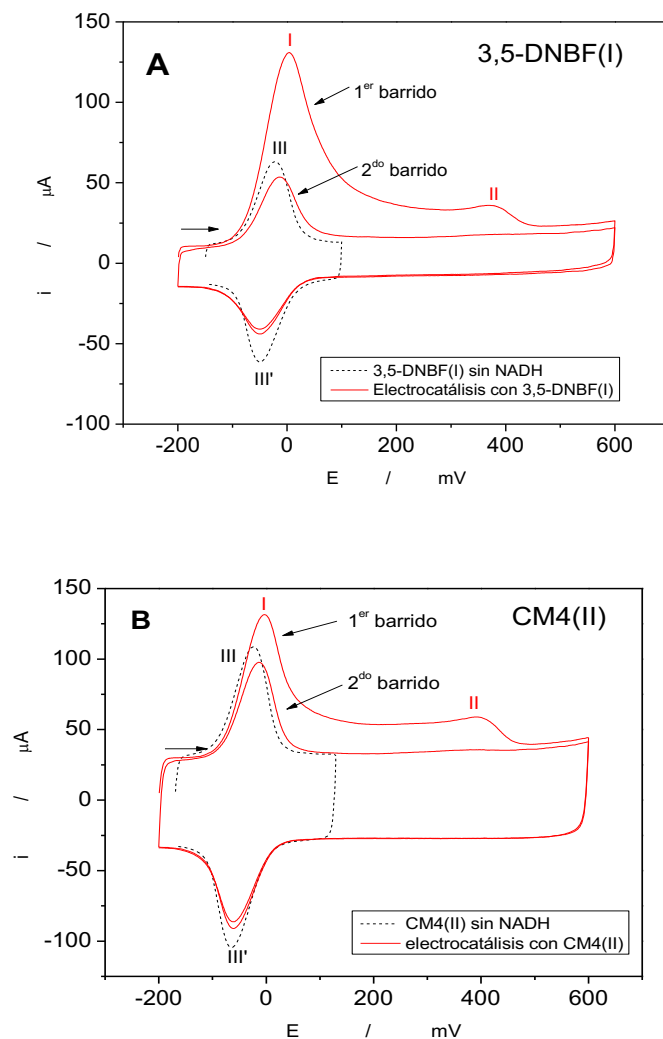 150
100
50
0
-50
-100
i / µA
A
3,5-DNBF(I)
I
1er barrido
III
2do barrido
II
III'
3,5-DNBF(I) sin NADH
Electrocatálisis con 3,5-DNBF(I)
-200 0 200 400 600
E / mV
150
100
50
0
-50
-100
i / µA
B
CM4(II)
I
1er barrido
III
2do barrido
II
III'
CM4(II) sin NADH
electrocatálisis con CM4(II)
-200 0 200 400 600
E / mV